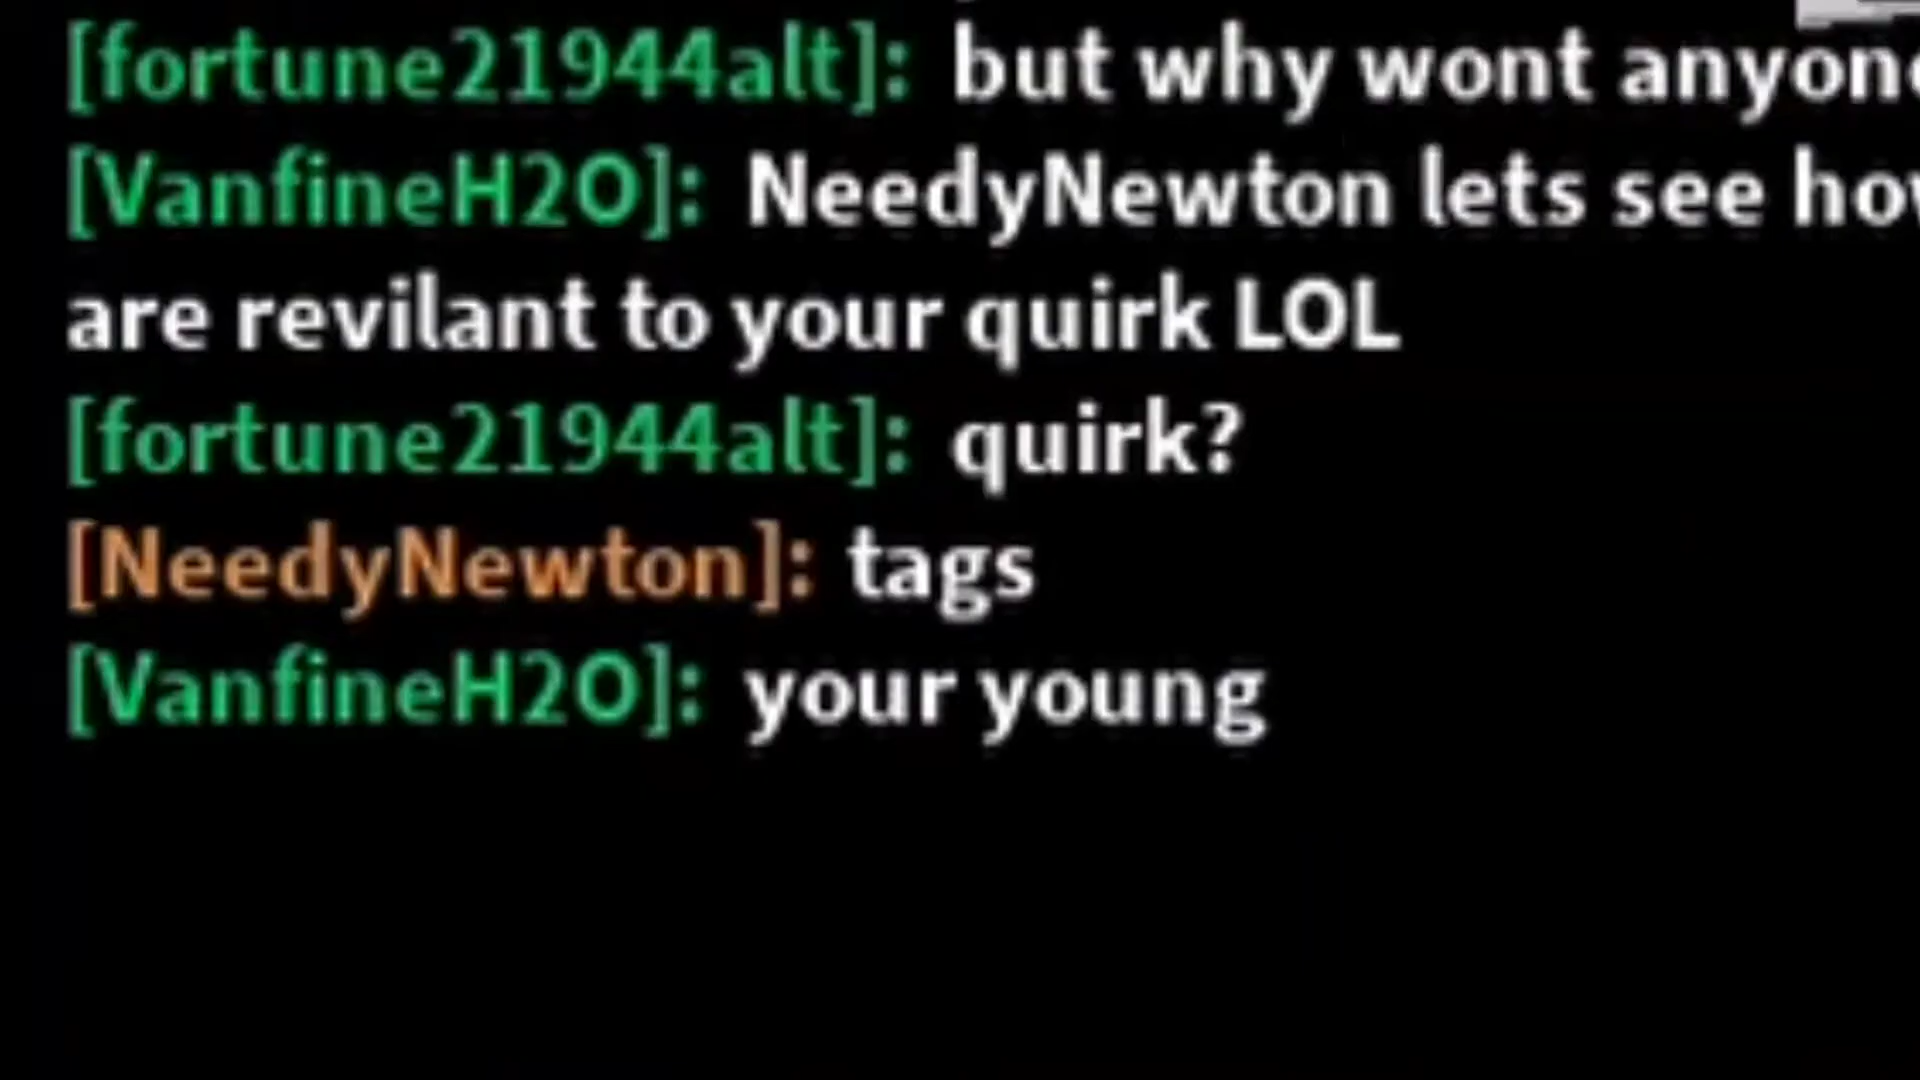 [fortune21944alt]: but why wont anyone
[VanfineH2O]: NeedyNewton lets see how
are revilant to your quirk LOL
[fortune21944alt]: quirk?
[NeedyNewton]: tags
[VanfineH2O]: your young